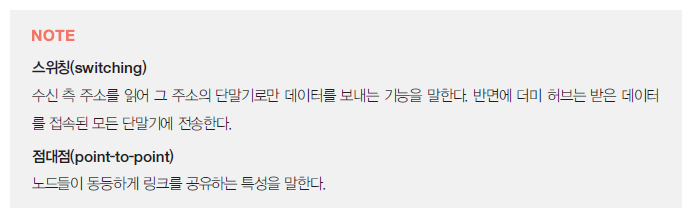 NOTE
스위칭(switching)
수신 측 주소를 읽어 그 주소의 단말기로만 데이터를 보내는 기능을 말한다. 반면에 더미 허브는 받은 데이터
를 접속된 모든 단말기에 전송한다.
점대점(point-to-point)
노드들이 동등하게 링크를 공유하는 특성을 말한다.